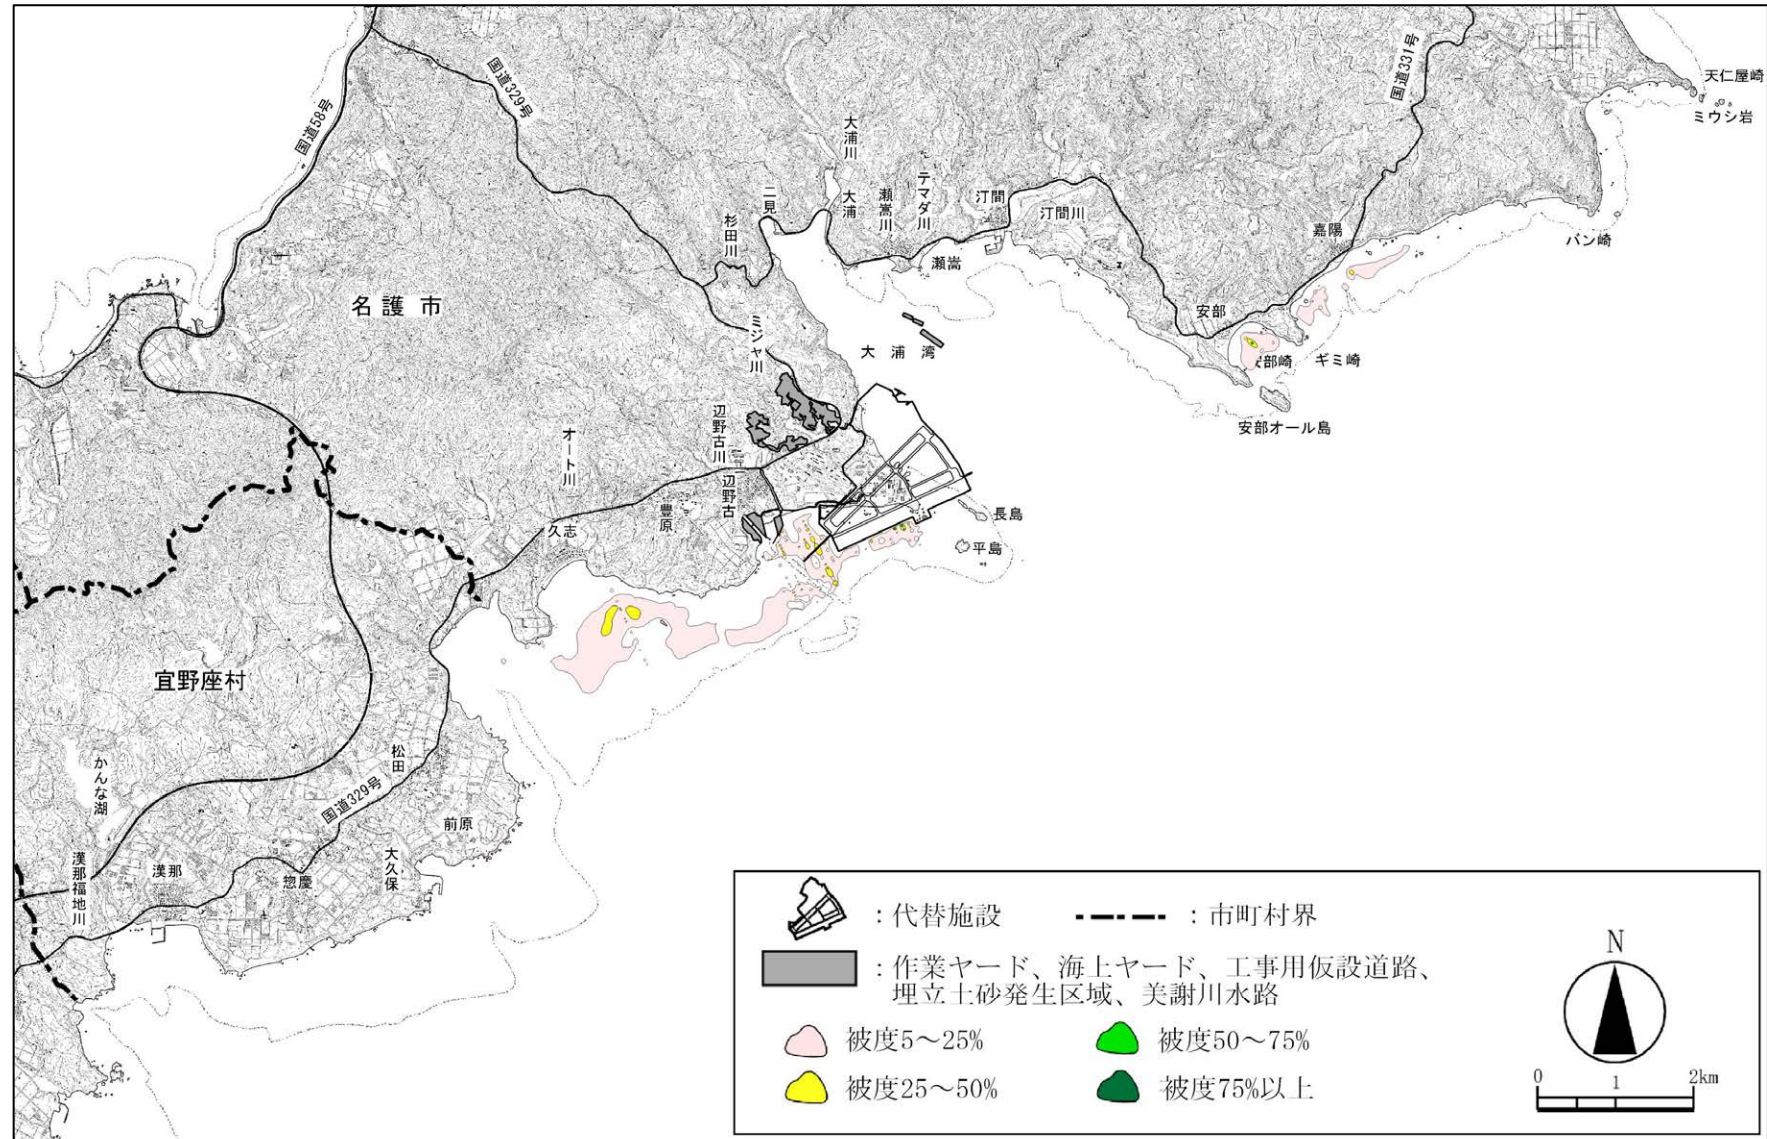 天仁屋崎
ミウシ岩
国道331号
国道329号
国道58号
大浦川
大浦
瀬嵩川
テマダ川
汀間
汀間川
二見
杉田川
瀬嵩
嘉陽
バン崎
名護市
ミジャ川
大浦湾
安部
安部崎
ギミ崎
安部オール島
辺野古川
オート川
辺野古
豊原
久志
長島
平島
宜野座村
かんな湖
松田
国道329号
前原
大久保
漢那福地川
漢那
惣慶
：代替施設
：市町村界
：作業ヤード、海上ヤード、工事用仮設道路、
埋立土砂発生区域、美謝川水路
被度5～25%
被度50～75%
被度25～50%
被度75%以上
N
0 1 2km